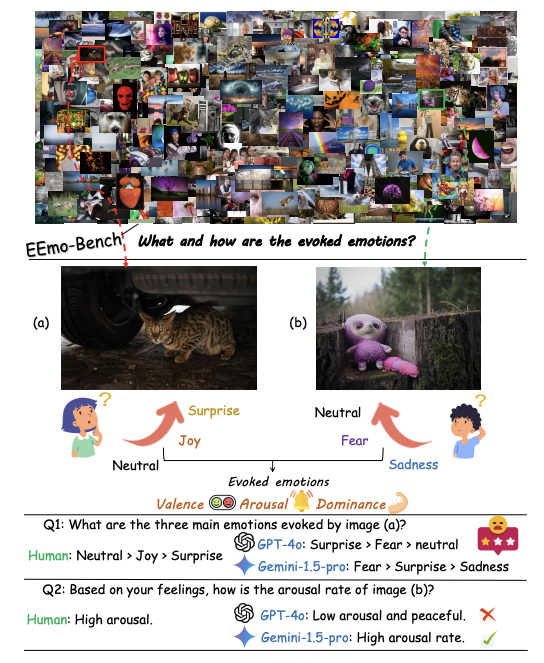 EEmo-Bench
What and how are the evoked emotions?
(a)
(b)
?
Surprise
Joy
Neutral
?
Neutral
Fear
Sadness
Evoked emotions
Valence Arousal Dominance
Q1: What are the three main emotions evoked by image (a)?
Human: Neutral > Joy > Surprise
GPT-4o: Surprise > Fear > neutral
Gemini-1.5-pro: Fear > Surprise > Sadness
Q2: Based on your feelings, how is the arousal rate of image (b)?
Human: High arousal.
GPT-4o: Low arousal and peaceful.
Gemini-1.5-pro: High arousal rate.